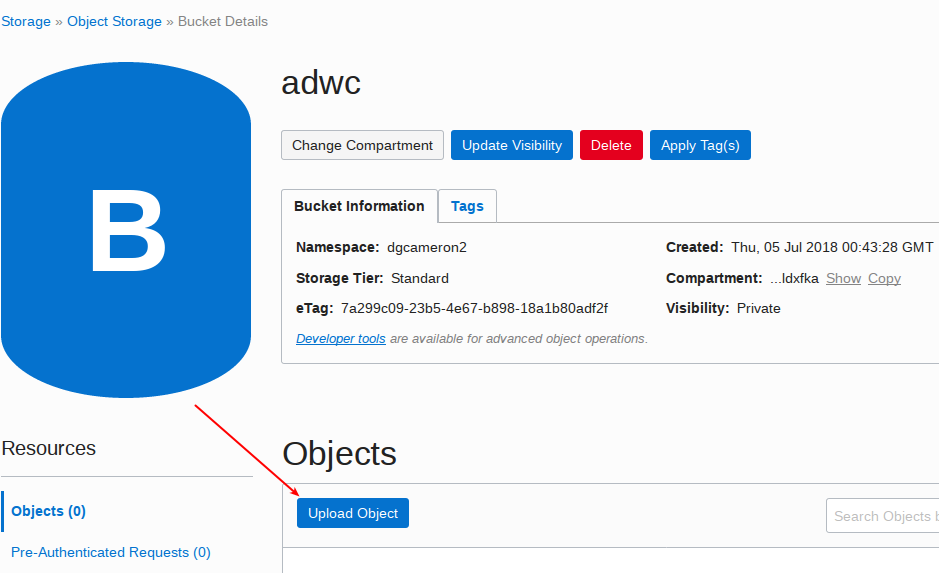 Storage » Object Storage » Bucket Details
B
adwc
Change Compartment Update Visibility Delete Apply Tag(s)
Bucket Information Tags
Namespace: dgcameron2 Created: Thu, 05 Jul 2018 00:43:28 GMT
Storage Tier: Standard Compartment: ...ldxfka Show Copy
eTag: 7a299c09-23b5-4e67-b898-18a1b80adf2f Visibility: Private
Developer tools are available for advanced object operations.
Resources
Objects (0)
Pre-Authenticated Requests (0)
Objects
Upload Object Search Objects